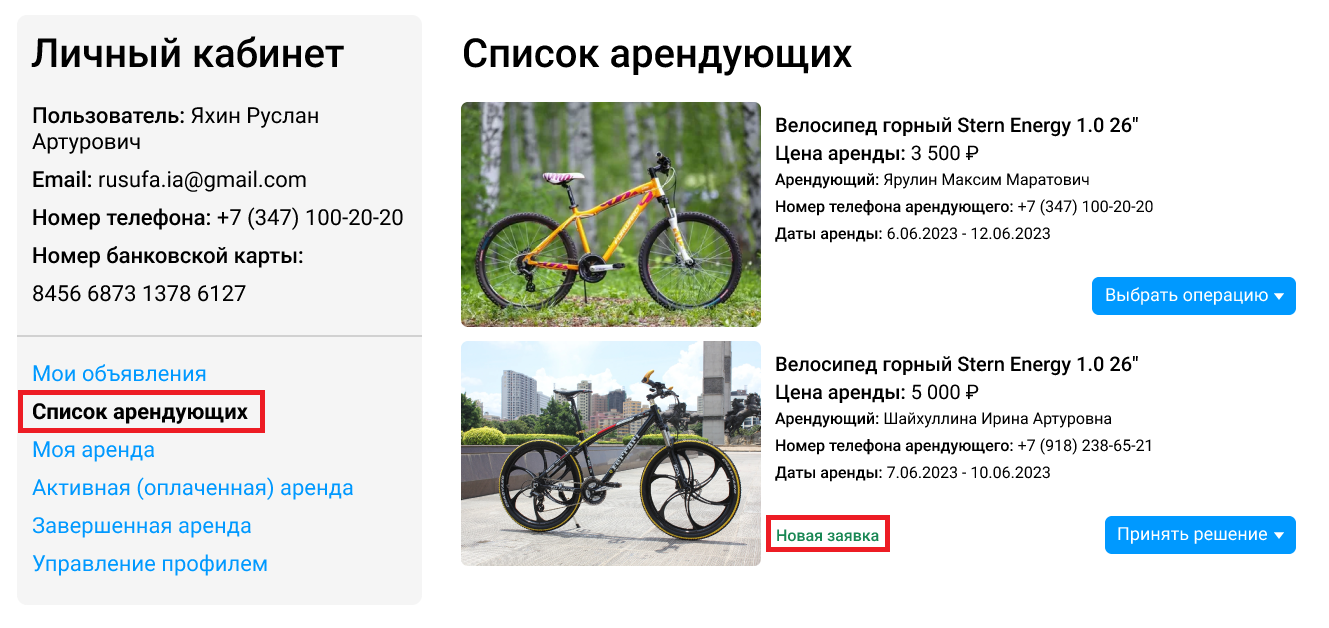 Личный кабинет
Пользователь: Яхин Руслан
Артурович
Email: rusufa.ia@gmail.com
Номер телефона: +7 (347) 100-20-20
Номер банковской карты:
8456 6873 1378 6127
Мои объявления
Список арендующих
Моя аренда
Активная (оплаченная) аренда
Завершенная аренда
Управление профилем
Список арендующих
Велосипед горный Stern Energy 1.0 26"
Цена аренды: 3 500 ₽
Арендующий: Ярулин Максим Маратович
Номер телефона арендующего: +7 (347) 100-20-20
Даты аренды: 6.06.2023 - 12.06.2023
Выбрать операцию
Велосипед горный Stern Energy 1.0 26"
Цена аренды: 5 000 ₽
Арендующий: Шайхуллина Ирина Артуровна
Номер телефона арендующего: +7 (918) 238-65-21
Даты аренды: 7.06.2023 - 10.06.2023
Новая заявка
Принять решение